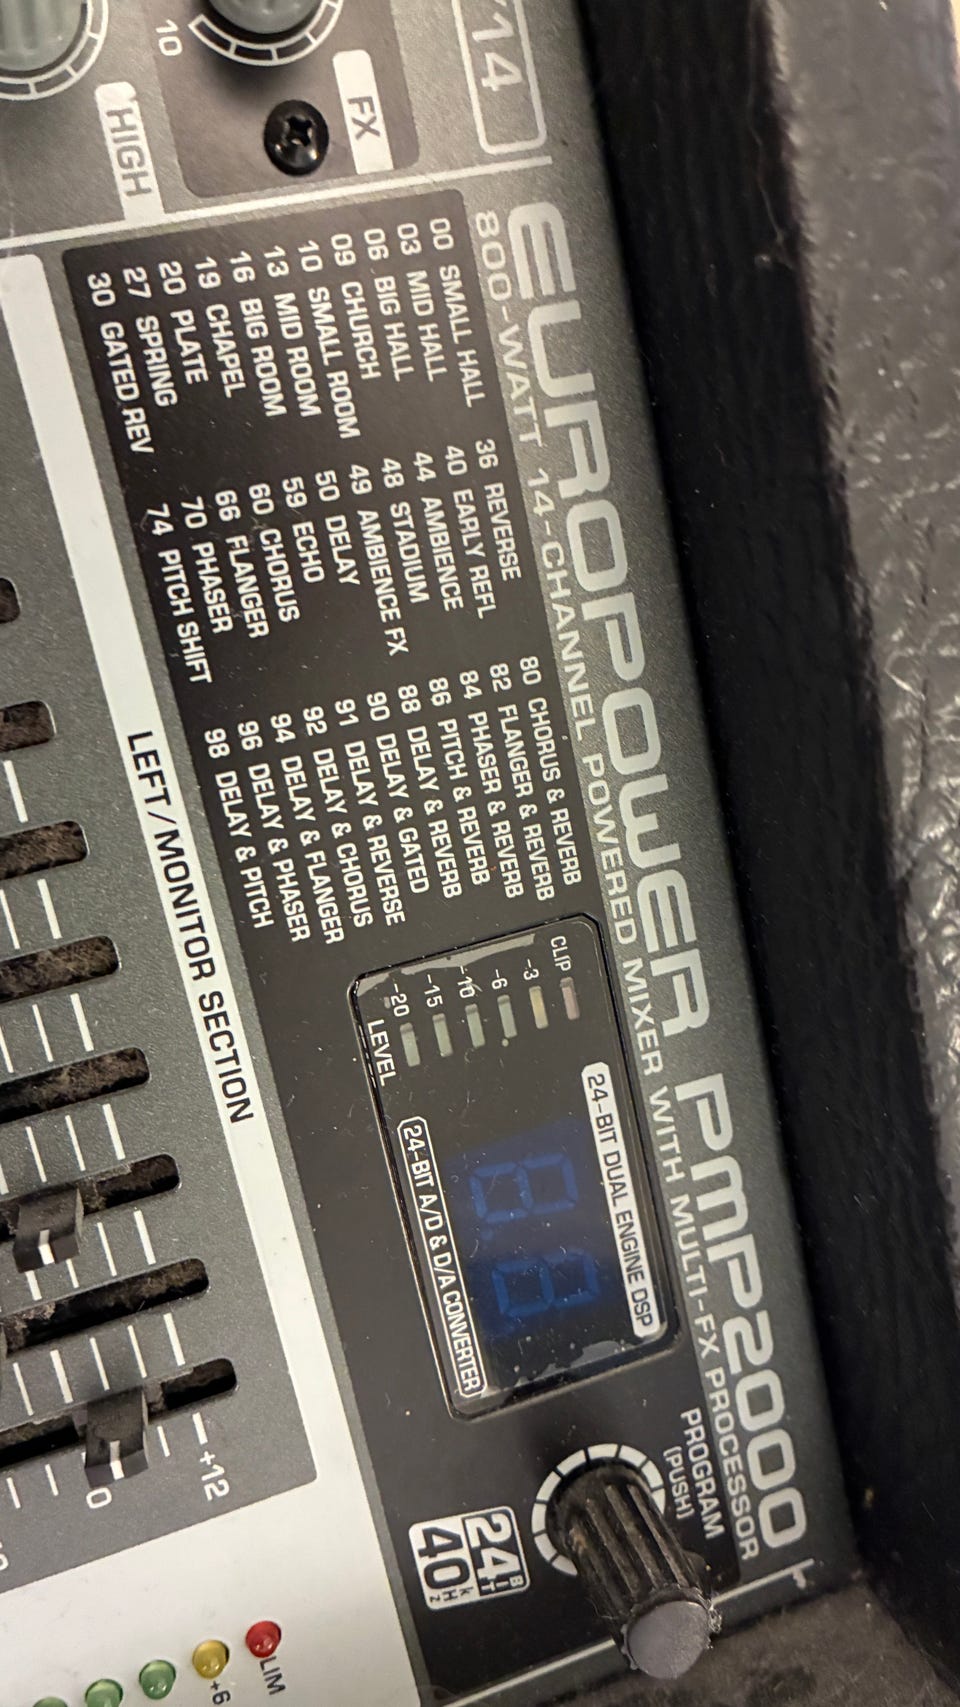 14
10
FX
HIGH
EUROPOWER PMP2000
800-WATT 14-CHANNEL POWERED MIXER WITH MULTI-FX PROCESSOR
00 SMALL HALL
03 MID HALL
06 BIG HALL
09 CHURCH
10 SMALL ROOM
13 MID ROOM
16 BIG ROOM
19 CHAPEL
20 PLATE
27 SPRING
30 GATED REV
36 REVERSE
40 EARLY REFL
44 AMBIENCE
48 STADIUM
49 AMBIENCE FX
50 DELAY
59 ECHO
60 CHORUS
66 FLANGER
70 PHASER
74 PITCH SHIFT
80 CHORUS & REVERB
82 FLANGER & REVERB
84 PHASER & REVERB
86 PITCH & REVERB
88 DELAY & REVERB
90 DELAY & GATED
91 DELAY & REVERSE
92 DELAY & CHORUS
94 DELAY & FLANGER
96 DELAY & PHASER
98 DELAY & PITCH
CLIP
-3
-6
-10
-15
-20
LEVEL
24-BIT DUAL ENGINE DSP
8.8
24-BIT A/D & D/A CONVERTER
PROGRAM
(PUSH)
24 BIT
40 kHz
LEFT/MONITOR SECTION
+12
0
LIM
+6